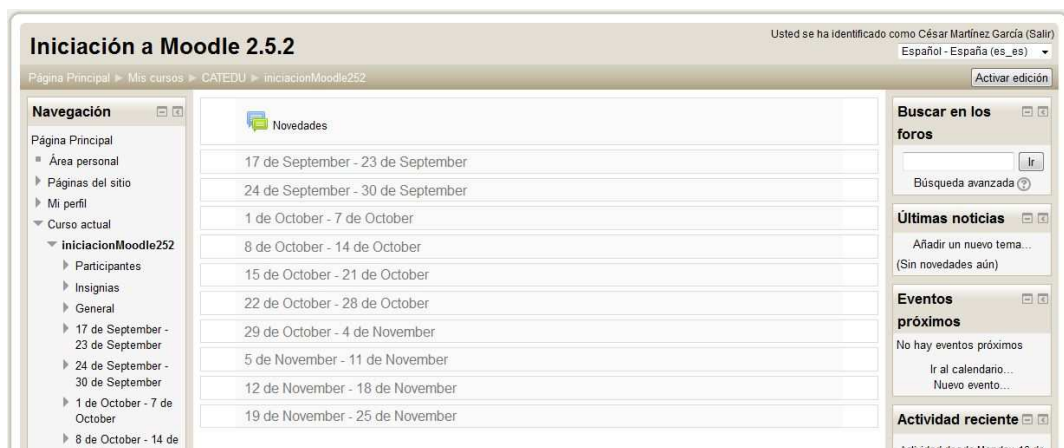 Iniciación a Moodle 2.5.2
Usted se ha identificado como César Martínez García (Salir)
Español - España (es_es)
Página Principal ► Mis cursos ► CATEDU ► iniciacionMoodle252
Activar edición
Navegación
Página Principal
Área personal
Páginas del sitio
Mi perfil
Curso actual
iniciacionMoodle252
Participantes
Insignias
General
17 de September -
23 de September
24 de September -
30 de September
1 de October - 7 de
October
8 de October - 14 de
Novedades
17 de September - 23 de September
24 de September - 30 de September
1 de October - 7 de October
8 de October - 14 de October
15 de October - 21 de October
22 de October - 28 de October
29 de October - 4 de November
5 de November - 11 de November
12 de November - 18 de November
19 de November - 25 de November
Buscar en los
foros
Ir
Búsqueda avanzada
Últimas noticias
Añadir un nuevo tema...
(Sin novedades aún)
Eventos
próximos
No hay eventos próximos
Ir al calendario...
Nuevo evento...
Actividad reciente